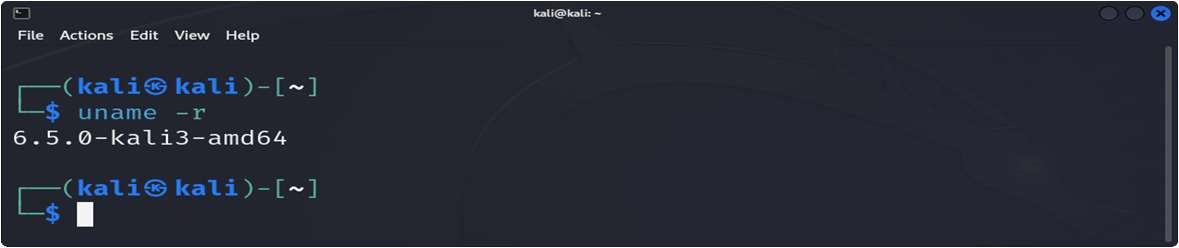 kali@kali: ~
File Actions Edit View Help
┌──(kali㉿kali)-[~]
└─$ uname -r
6.5.0-kali3-amd64
┌──(kali㉿kali)-[~]
└─$